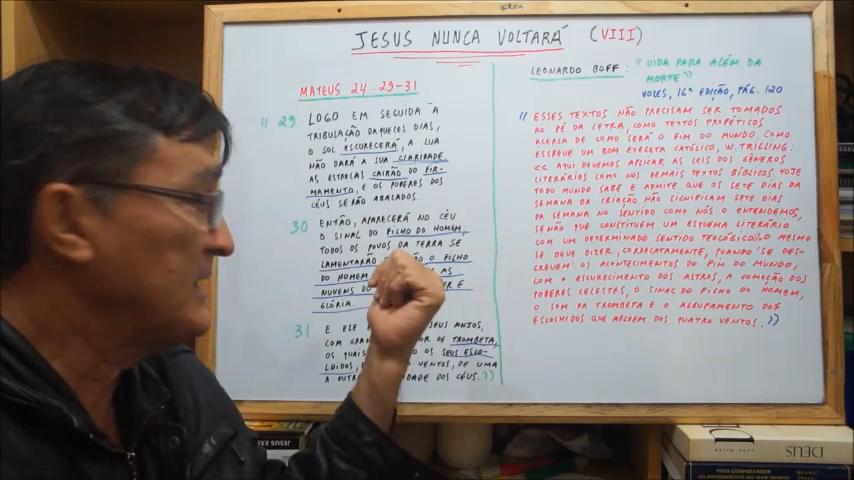 JESUS NUNCA VOLTARÁ (VIII)
MATEUS 24:29-31
" 29 LOGO EM SEGUIDA À
TRIBULAÇÃO DAQUELES DIAS,
O SOL ESCURECERÁ, A LUA
NÃO DARÁ A SUA CLARIDADE,
AS ESTRELAS CAIRÃO DO FIR-
MAMENTO, E OS PODERES DOS
CÉUS SERÃO ABALADOS.
30 ENTÃO, APARECERÁ NO CÉU
O SINAL DO FILHO DO HOMEM,
TODOS OS POVOS DA TERRA SE
LAMENTARÃO O FILHO
DO HOMEM AS
NUVENS DO E
GLÓRIA.
31 E ELE SEUS ANJOS,
COM GRAN OR DE TROMBETA,
OS QUAIS O OS SEUS ESCO-
LHIDOS, VENTOS, DE UMA
A OUTRA DADE DOS CÉUS. "
LEONARDO BOFF: "VIDA PARA ALÉM DA
MORTE"
VOZES, 16ª EDIÇÃO, PÁG. 120
" ESSES TEXTOS NÃO PRECISAM SER TOMADOS
AO PÉ DA LETRA, COMO TEXTOS PROFÉTICOS
ACERCA DE COMO SERÁ O FIM DO MUNDO. COMO
ESCREVE UM BOM EXEGETA CATÓLICO, W. TRILLING:
<< AQUI DEVEMOS APLICAR AS LEIS DOS GÊNEROS
LITERÁRIOS COMO NOS DEMAIS TEXTOS BÍBLICOS. HOJE
TODO MUNDO SABE E ADMITE QUE OS SETE DIAS DA
SEMANA DA CRIAÇÃO NÃO SIGNIFICAM SETE DIAS
DA SEMANA NO SENTIDO COMO NÓS O ENTENDEMOS,
SENÃO QUE CONSTITUEM UM ESQUEMA LITERÁRIO
COM UM DETERMINADO SENTIDO TEOLÓGICO>>. O MESMO
SE DEVE DIZER, CORRETAMENTE, QUANDO SE DES-
CREVEM OS ACONTECIMENTOS DO FIM DO MUNDO,
COM O ESCURECIMENTO DOS ASTROS, A COMOÇÃO DOS
PODERES CELESTES, O SINAL DO FILHO DO HOMEM,
O SOM DA TROMBETA E O AGRUPAMENTO DOS
ESCOLHIDOS QUE AFLUEM DOS QUATRO VENTOS. "
DEUS